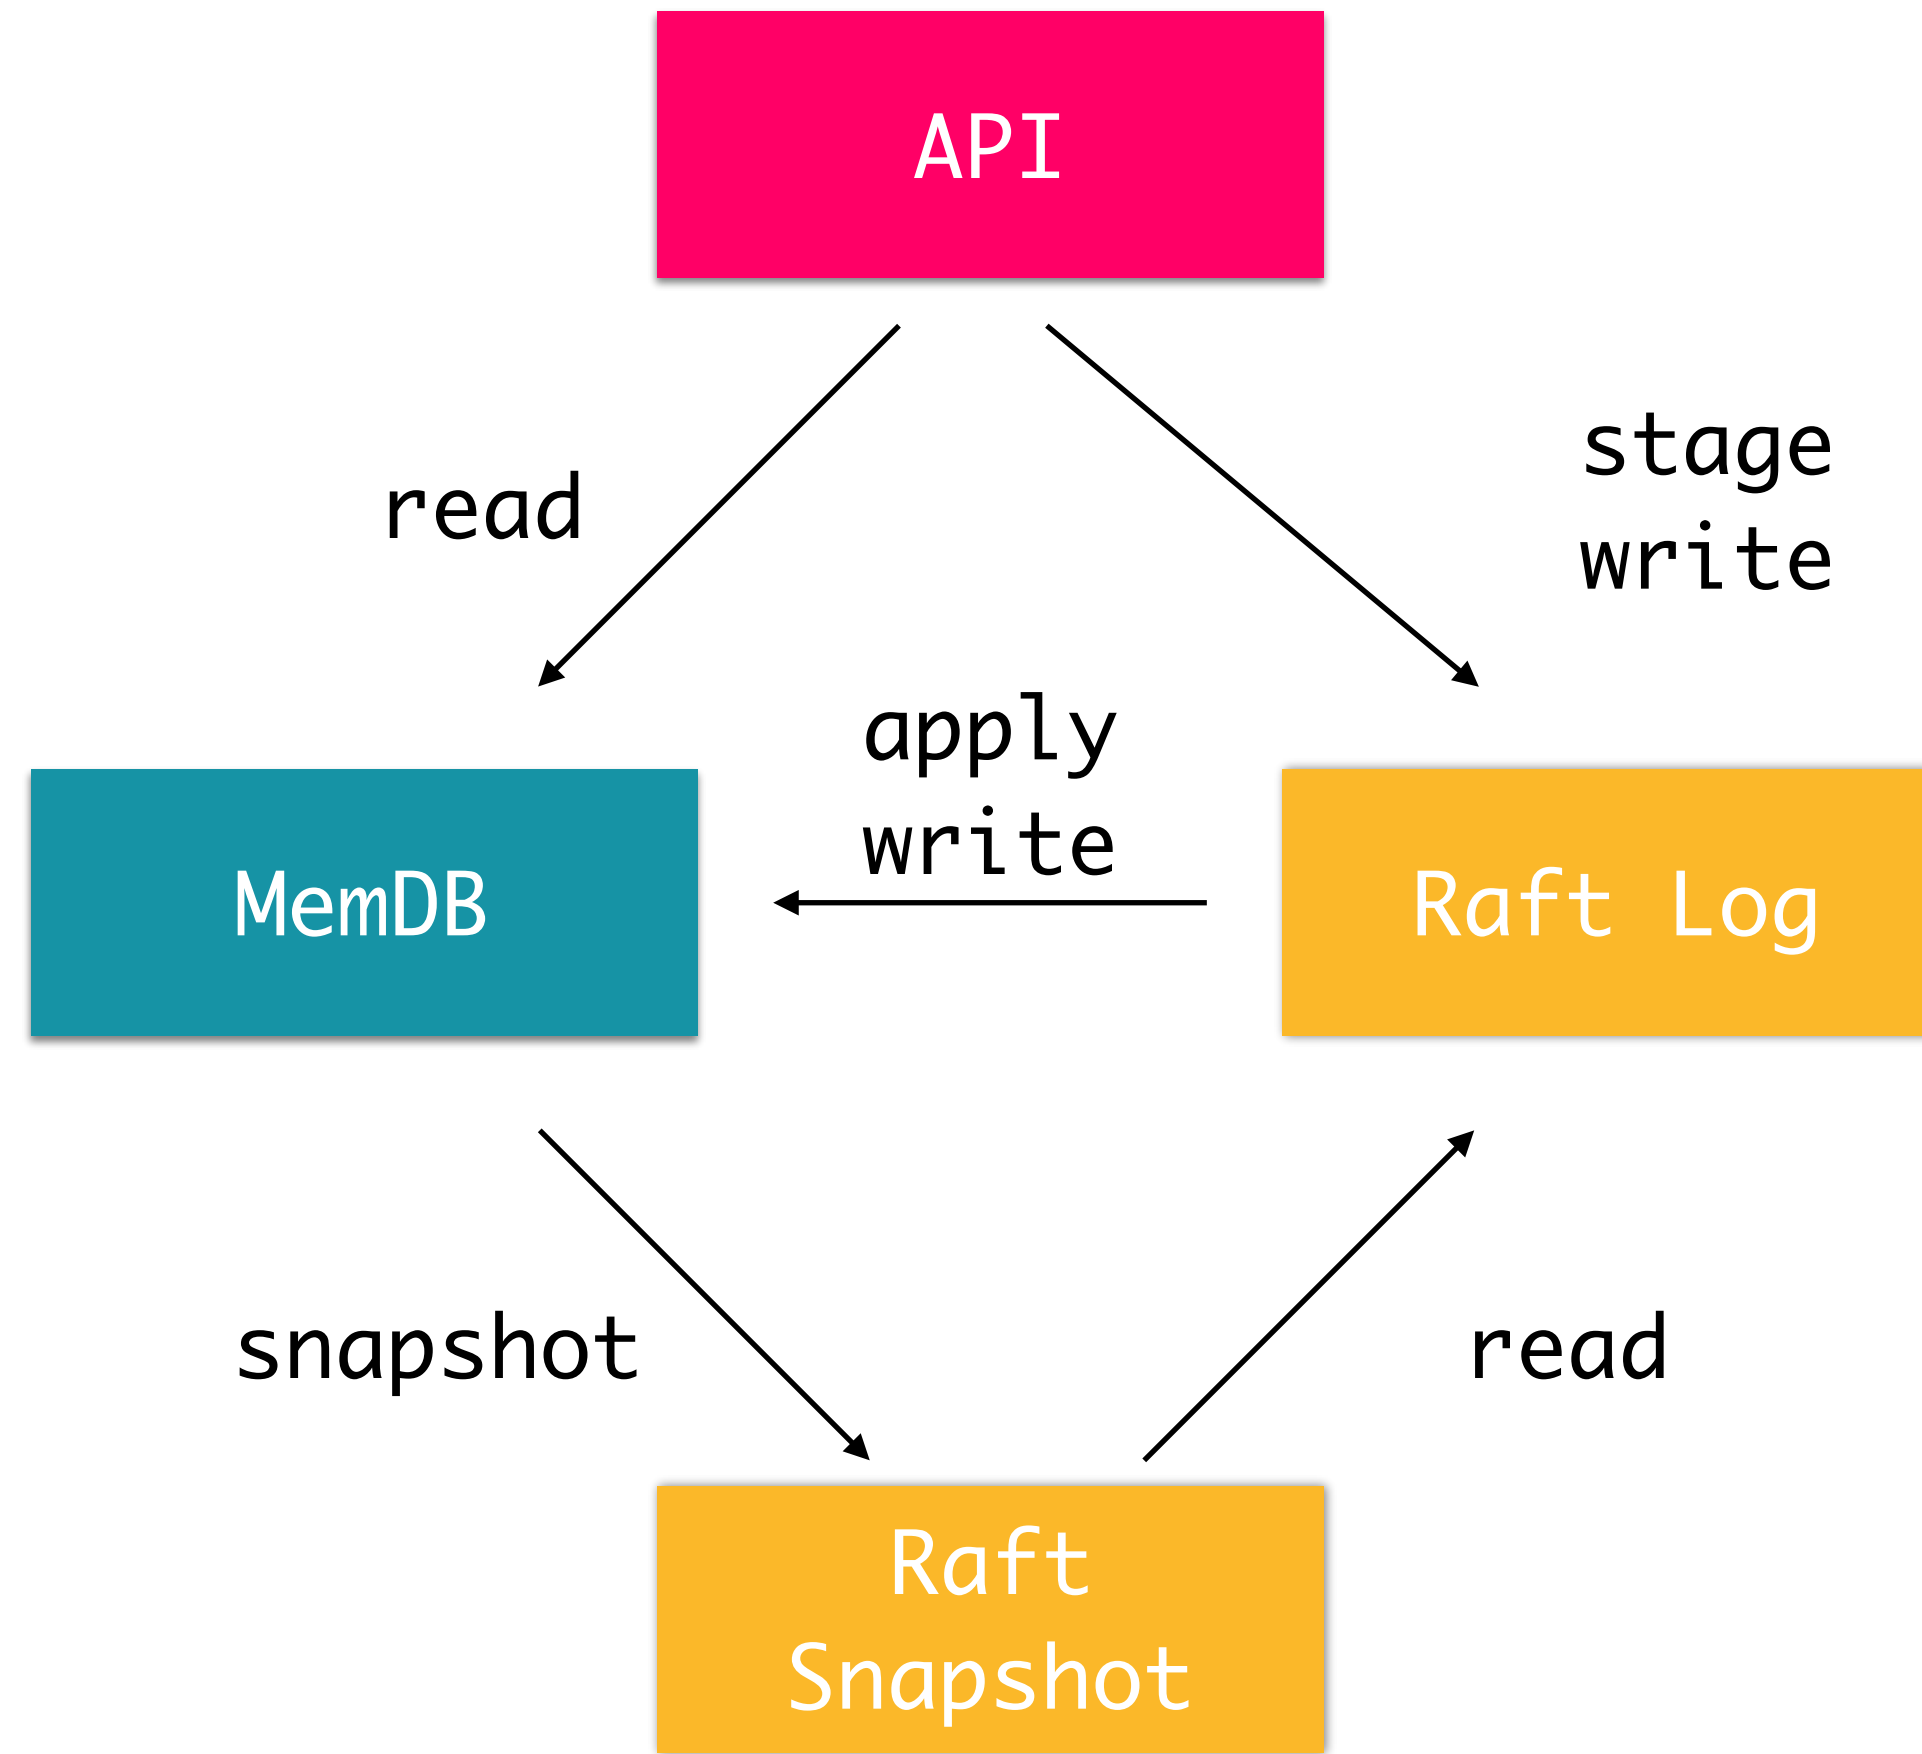 API
read
stage
write
apply
write
MemDB
Raft Log
snapshot
read
Raft
Snapshot